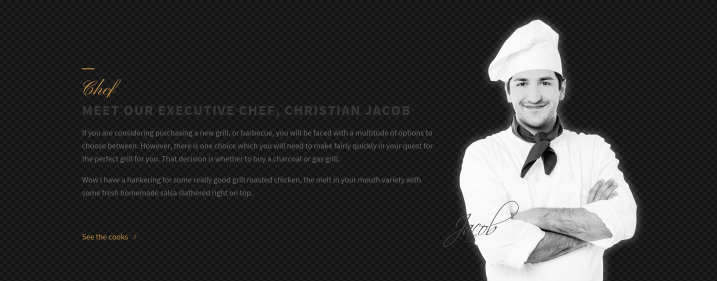 Chef
MEET OUR EXECUTIVE CHEF, CHRISTIAN JACOB
If you are considering purchasing a new grill, or barbecue, you will be faced with a multitude of options to
choose between. However, there is one choice which you will need to make fairly quickly in your quest for
the perfect grill for you. That decision is whether to buy a charcoal or gas grill.
Wow I have a hankering for some really good grill roasted chicken, the melt in your mouth variety with
some fresh homemade salsa slathered right on top.
Jacob
See the cooks >